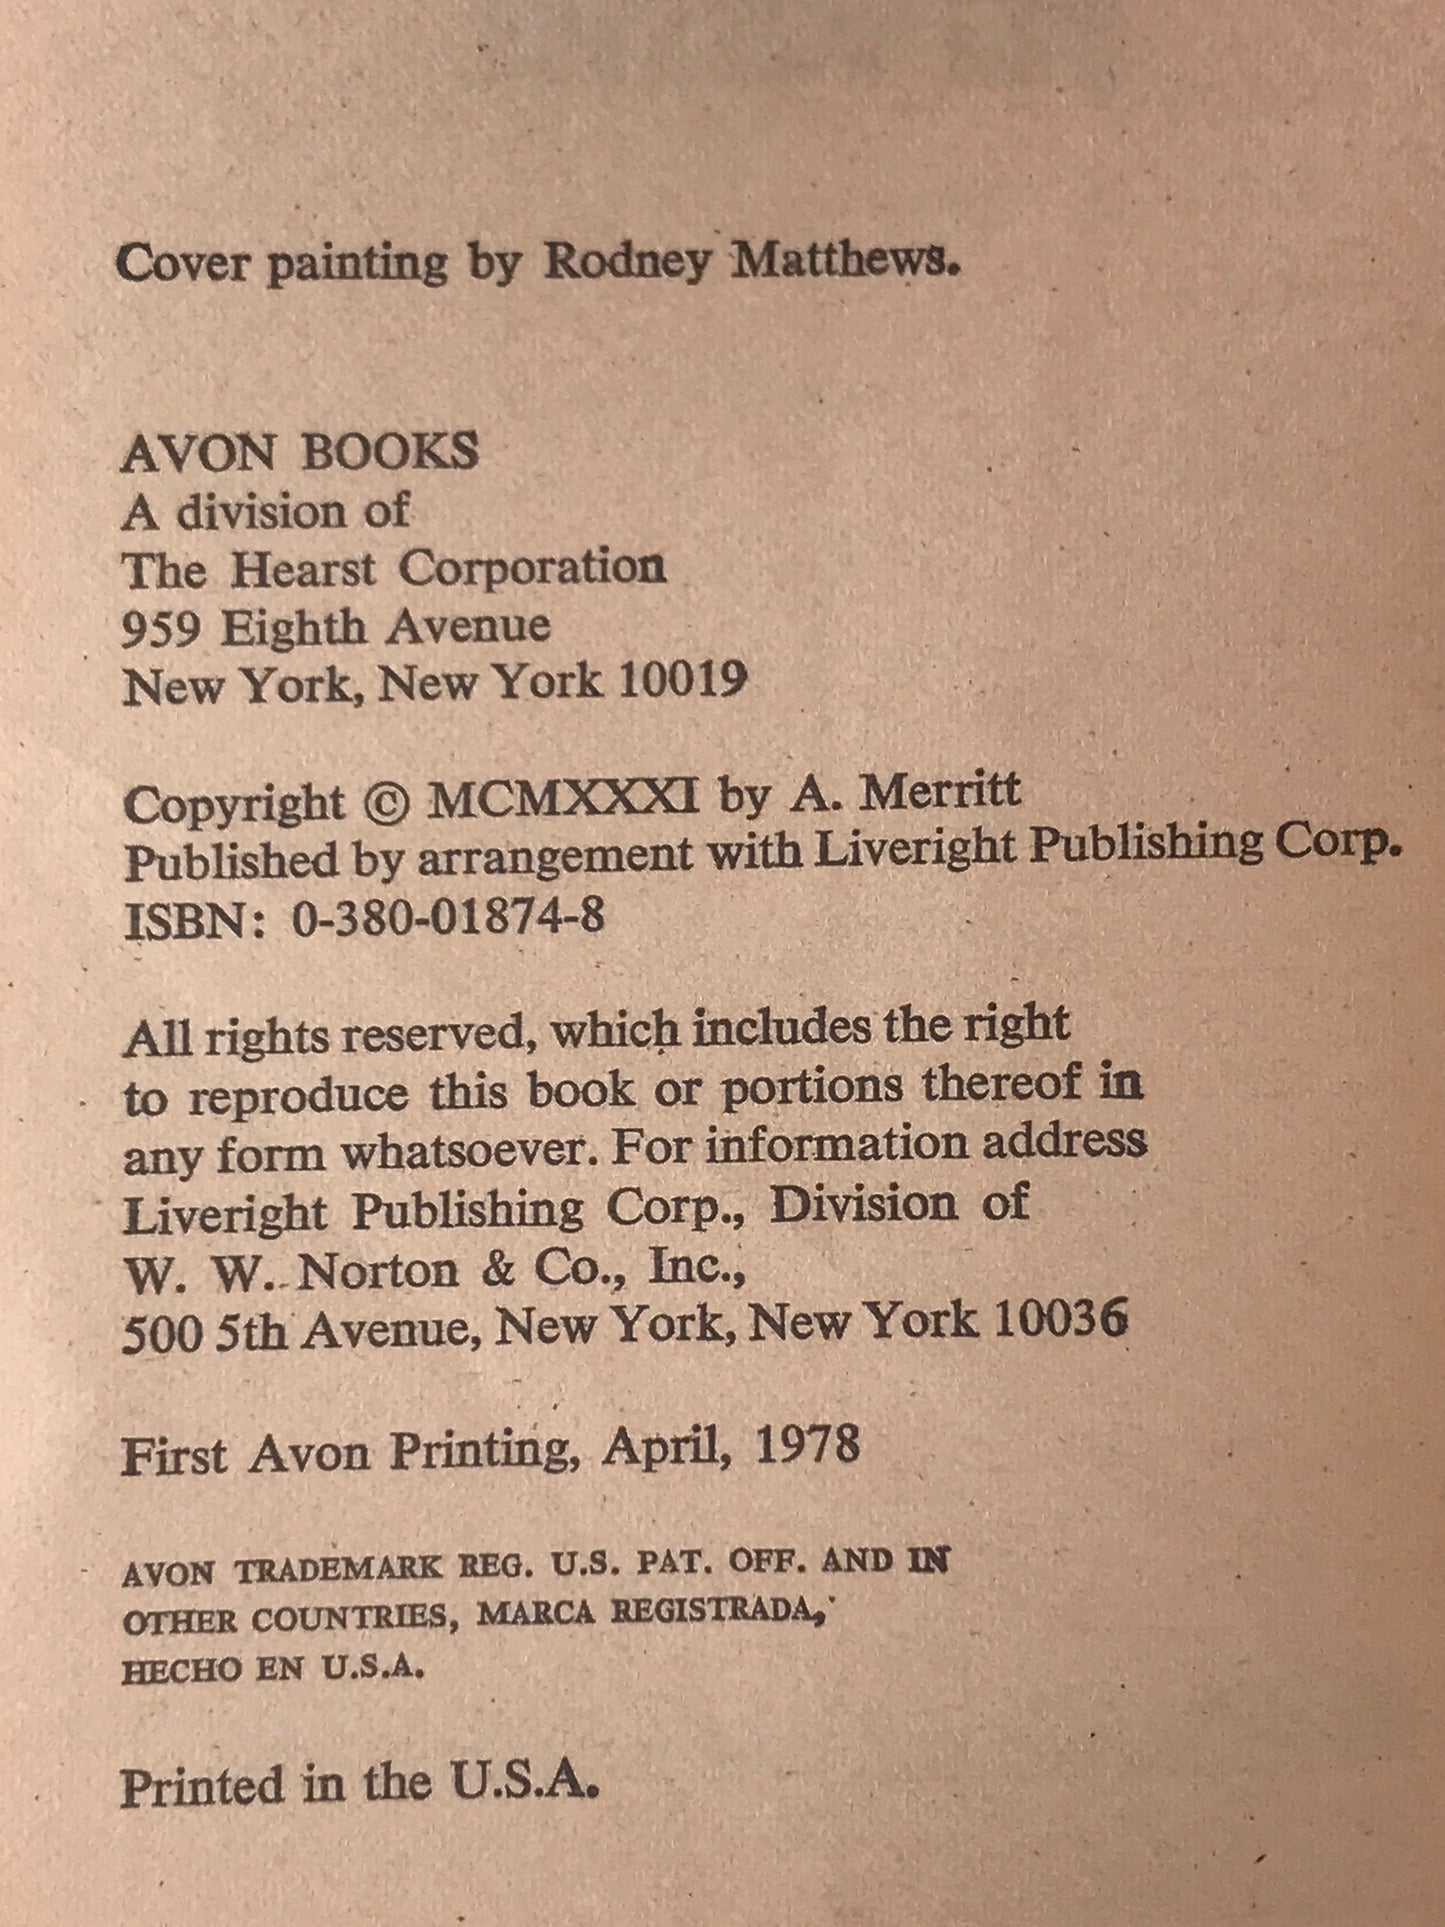 Cover painting by Rodney Matthews.
AVON BOOKS
A division of
The Hearst Corporation
959 Eighth Avenue
New York, New York 10019
Copyright © MCMXXXI by A. Merritt
Published by arrangement with Liveright Publishing Corp.
ISBN: 0-380-01874-8
All rights reserved, which includes the right
to reproduce this book or portions thereof in
any form whatsoever. For information address
Liveright Publishing Corp., Division of
W. W. Norton & Co., Inc.,
500 5th Avenue, New York, New York 10036
First Avon Printing, April, 1978
AVON TRADEMARK REG. U.S. PAT. OFF. AND IN
OTHER COUNTRIES, MARCA REGISTRADA,
HECHO EN U.S.A.
Printed in the U.S.A.